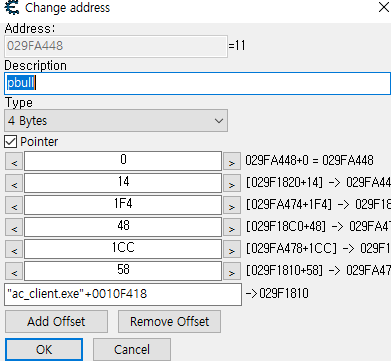 Change address
Address:
029FA448 =11
Description
pbull
Type
4 Bytes
Pointer
< 0 > 029FA448+0 = 029FA448
< 14 > [029F1820+14] -> 029FA44
< 1F4 > [029FA474+1F4] -> 029F18
< 48 > [029F18C0+48] -> 029FA47
< 1CC > [029FA478+1CC] -> 029F1
< 58 > [029F1810+58] -> 029FA47
"ac_client.exe"+0010F418 ->029F1810
Add Offset Remove Offset
OK Cancel